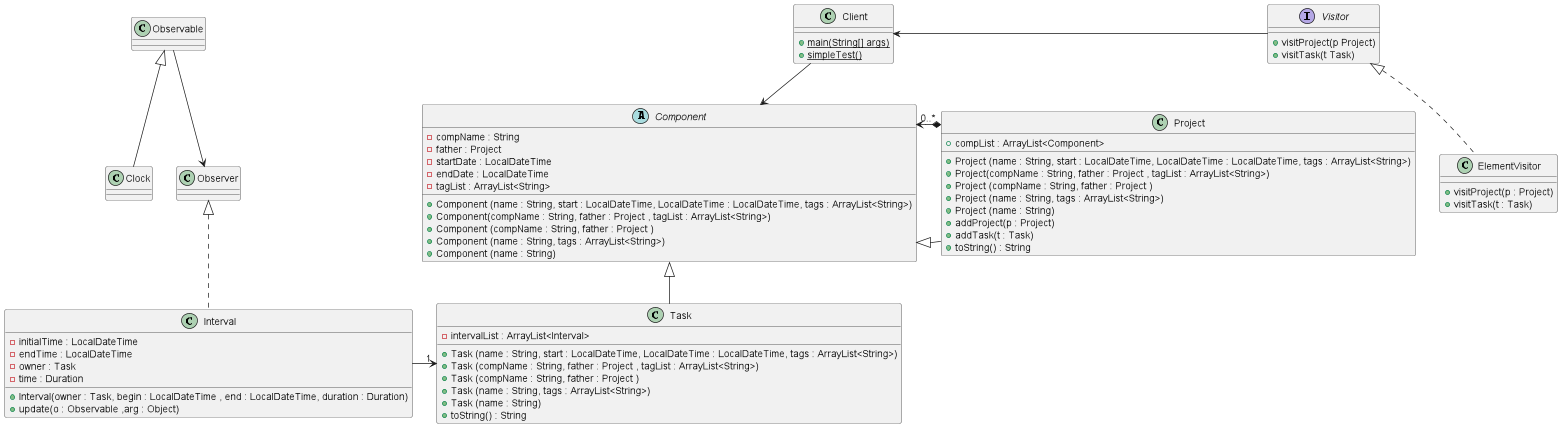 C Observable
C Clock
C Observer
C Interval
initialTime : LocalDateTime
endTime : LocalDateTime
owner : Task
time : Duration
Interval(owner : Task, begin : LocalDateTime , end : LocalDateTime, duration : Duration)
update(o : Observable ,arg : Object)
1
C Client
main(String[] args)
simpleTest()
A Component
compName : String
father : Project
startDate : LocalDateTime
endDate : LocalDateTime
tagList : ArrayList<String>
Component (name : String, start : LocalDateTime, LocalDateTime : LocalDateTime, tags : ArrayList<String>)
Component(compName : String, father : Project , tagList : ArrayList<String>)
Component (compName : String, father : Project )
Component (name : String, tags : ArrayList<String>)
Component (name : String)
0..*
C Task
intervalList : ArrayList<Interval>
Task (name : String, start : LocalDateTime, LocalDateTime : LocalDateTime, tags : ArrayList<String>)
Task (compName : String, father : Project , tagList : ArrayList<String>)
Task (compName : String, father : Project )
Task (name : String, tags : ArrayList<String>)
Task (name : String)
toString() : String
C Project
compList : ArrayList<Component>
Project (name : String, start : LocalDateTime, LocalDateTime : LocalDateTime, tags : ArrayList<String>)
Project(compName : String, father : Project , tagList : ArrayList<String>)
Project (compName : String, father : Project )
Project (name : String, tags : ArrayList<String>)
Project (name : String)
addProject(p : Project)
addTask(t : Task)
toString() : String
I Visitor
visitProject(p Project)
visitTask(t Task)
C ElementVisitor
visitProject(p : Project)
visitTask(t : Task)